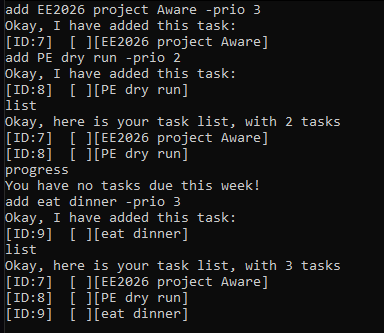 add EE2026 project Aware -prio 3
Okay, I have added this task:
[ID:7]  [ ][EE2026 project Aware]
add PE dry run -prio 2
Okay, I have added this task:
[ID:8]  [ ][PE dry run]
list
Okay, here is your task list, with 2 tasks
[ID:7]  [ ][EE2026 project Aware]
[ID:8]  [ ][PE dry run]
progress
You have no tasks due this week!
add eat dinner -prio 3
Okay, I have added this task:
[ID:9]  [ ][eat dinner]
list
Okay, here is your task list, with 3 tasks
[ID:7]  [ ][EE2026 project Aware]
[ID:8]  [ ][PE dry run]
[ID:9]  [ ][eat dinner]